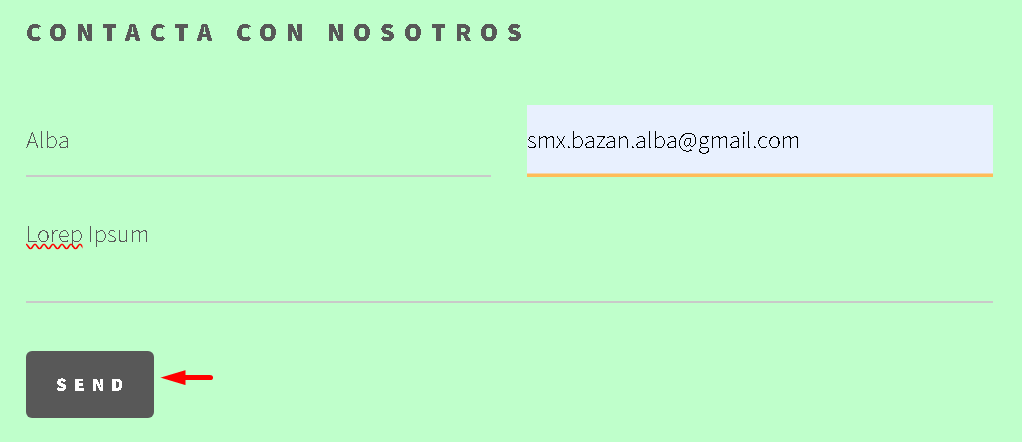 CONTACTA CON NOSOTROS
Alba
smx.bazan.alba@gmail.com
Lorep Ipsum
SEND